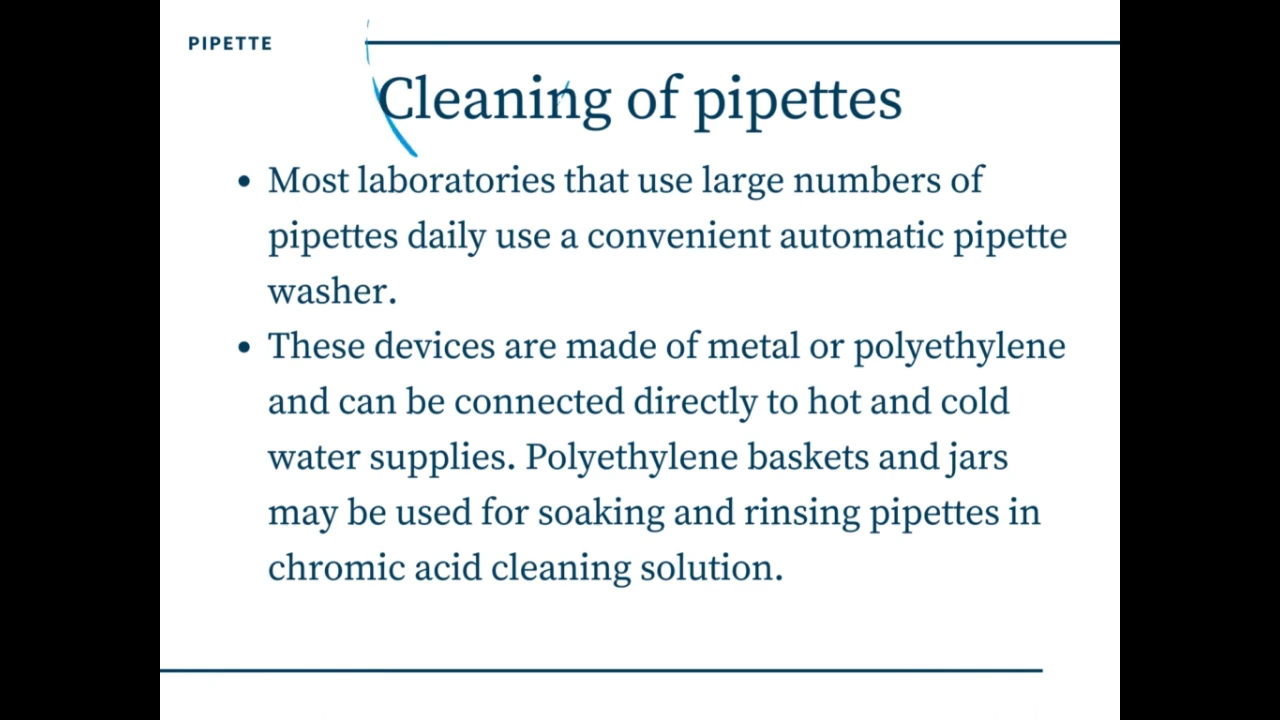 PIPETTE
Cleaning of pipettes
• Most laboratories that use large numbers of
pipettes daily use a convenient automatic pipette
washer.
• These devices are made of metal or polyethylene
and can be connected directly to hot and cold
water supplies. Polyethylene baskets and jars
may be used for soaking and rinsing pipettes in
chromic acid cleaning solution.